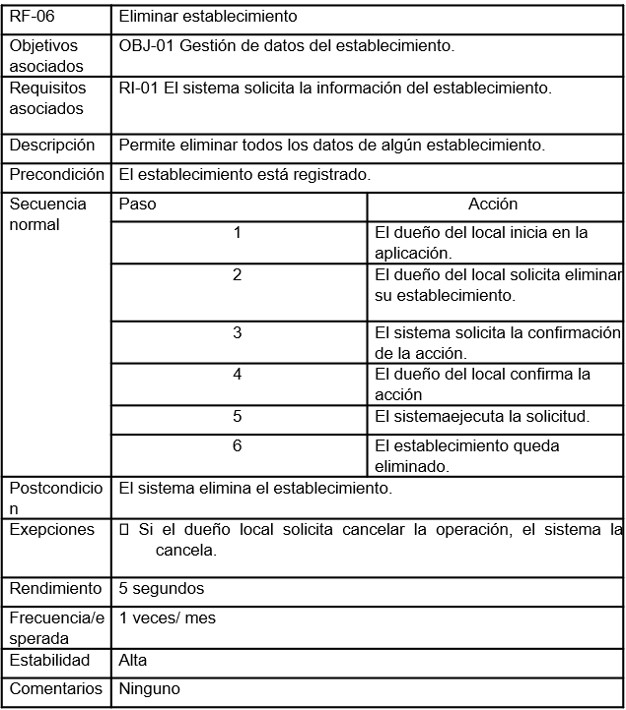 RF-06 Eliminar establecimiento
Objetivos OBJ-01 Gestión de datos del establecimiento.
asociados
Requisitos RI-01 El sistema solicita la información del establecimiento.
asociados
Descripción Permite eliminar todos los datos de algún establecimiento.
Precondición El establecimiento está registrado.
Secuencia Paso Acción
normal
1 El dueño del local inicia en la
aplicación.
2 El dueño del local solicita eliminar
su establecimiento.
3 El sistema solicita la confirmación
de la acción.
4 El dueño del local confirma la
acción
5 El sistemaejecuta la solicitud.
6 El establecimiento queda
eliminado.
Postcondicio El sistema elimina el establecimiento.
n
Exepciones ▯ Si el dueño local solicita cancelar la operación, el sistema la
cancela.
Rendimiento 5 segundos
Frecuencia/e 1 veces/ mes
sperada
Estabilidad Alta
Comentarios Ninguno